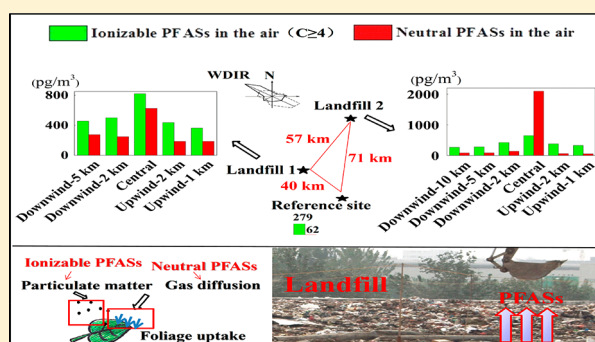 Ionizable PFASs in the air (C≥4)
Neutral PFASs in the air
(pg/m³)
800
400
0
Downwind-5 km
Downwind-2 km
Central
Upwind-2 km
Upwind-1 km
WDIR
N
Landfill 2
57 km
71 km
Landfill 1
40 km
Reference site
279
62
(pg/m³)
2000
1000
0
Downwind-10 km
Downwind-5 km
Downwind-2 km
Central
Upwind-2 km
Upwind-1 km
Ionizable PFASs
Neutral PFASs
Particulate matter
Gas diffusion
Foliage uptake
Landfill
PFASs